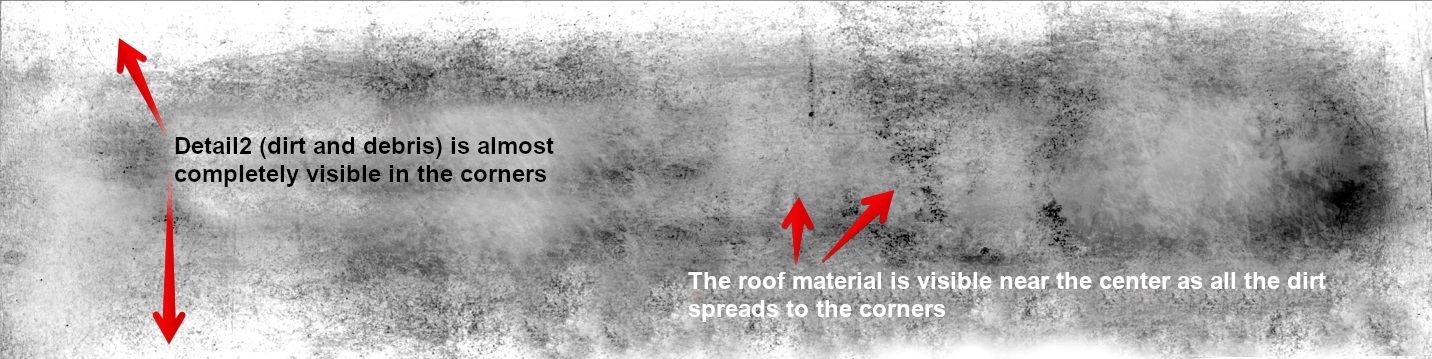 Detail2 (dirt and debris) is almost
completely visible in the corners
The roof material is visible near the center as all the dirt
spreads to the corners